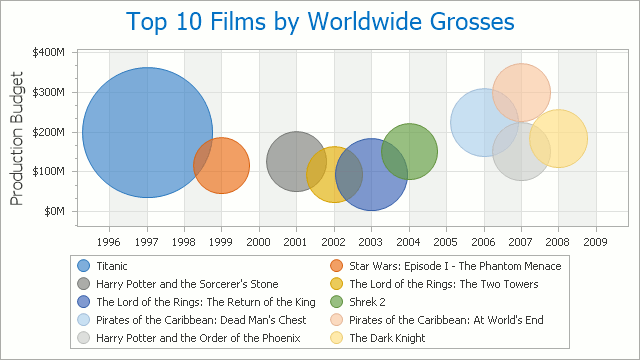 Top 10 Films by Worldwide Grosses
Production Budget
$400M
$300M
$200M
$100M
$0M
1996 1997 1998 1999 2000 2001 2002 2003 2004 2005 2006 2007 2008 2009
Titanic Star Wars: Episode I - The Phantom Menace
Harry Potter and the Sorcerer's Stone The Lord of the Rings: The Two Towers
The Lord of the Rings: The Return of the King Shrek 2
Pirates of the Caribbean: Dead Man's Chest Pirates of the Caribbean: At World's End
Harry Potter and the Order of the Phoenix The Dark Knight